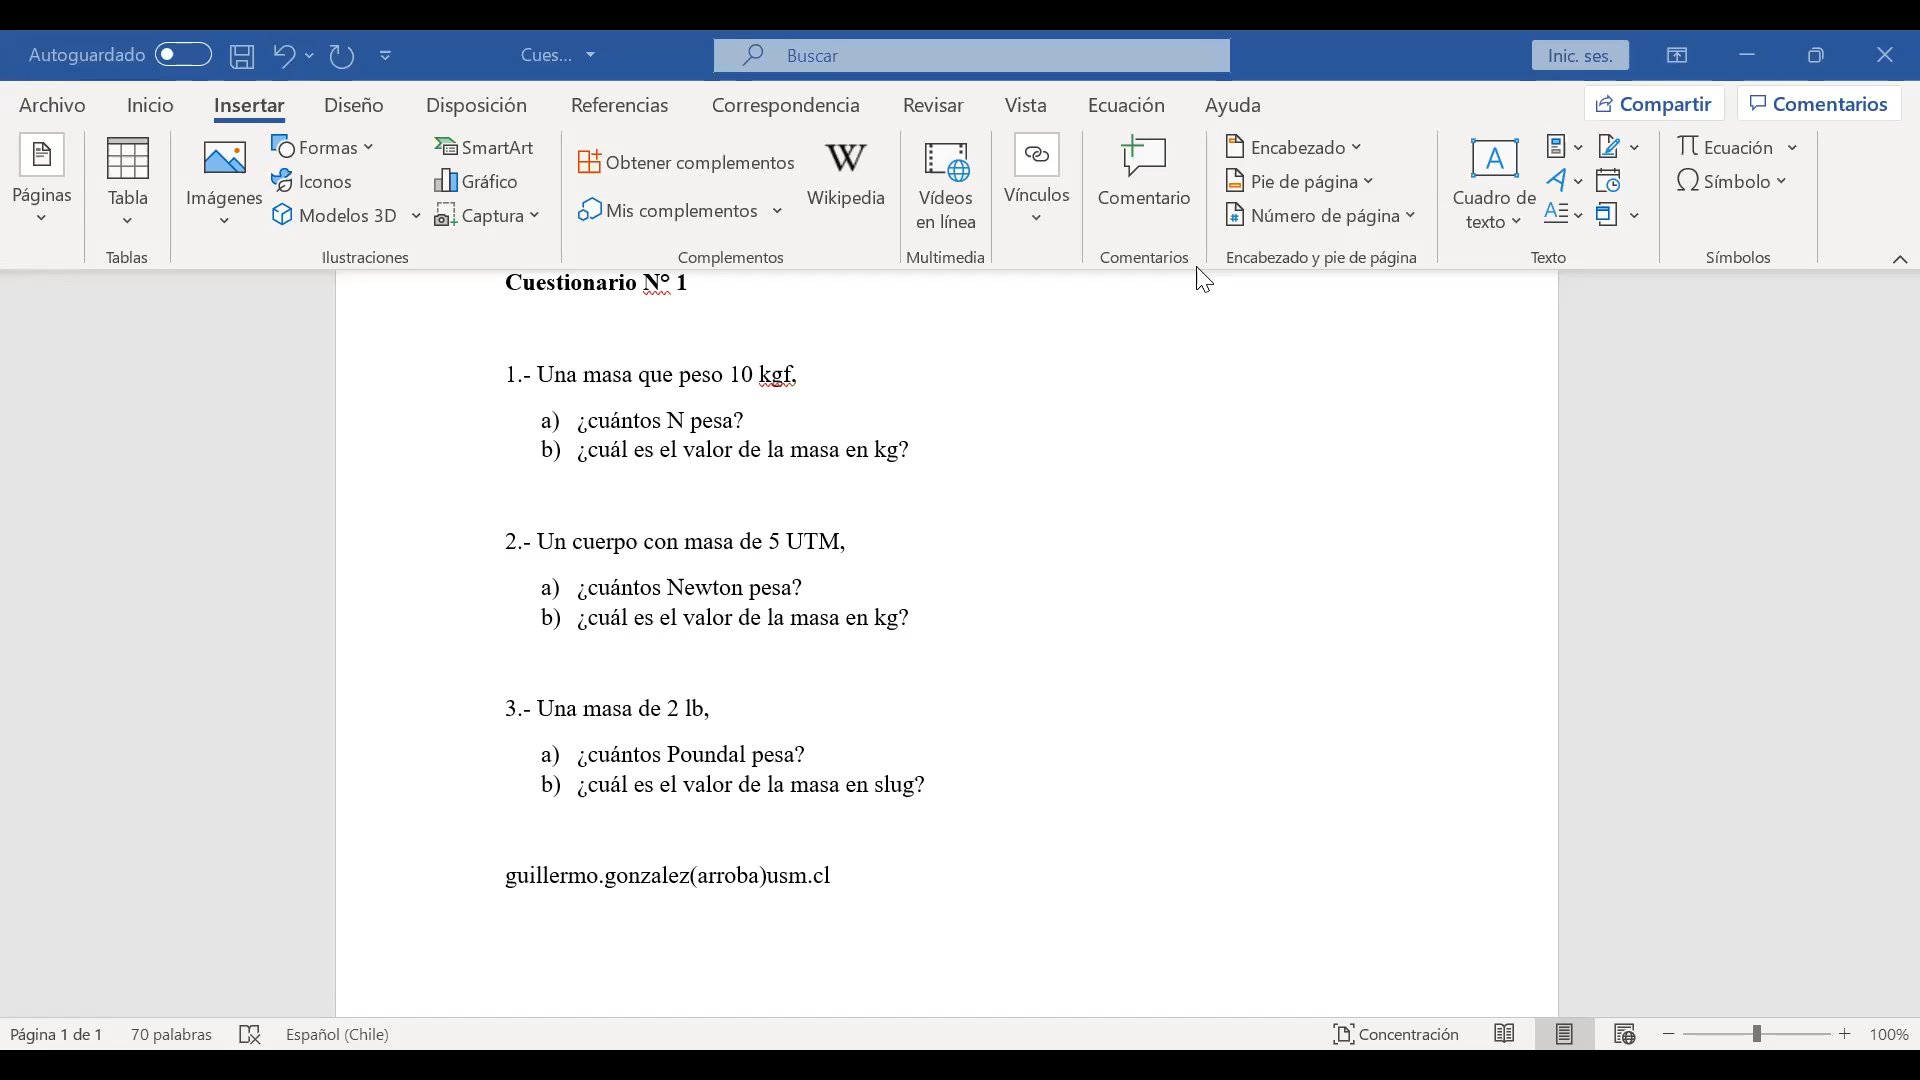 Autoguardado
Cues...
Buscar
Inic. ses.
Archivo Inicio Insertar Diseño Disposición Referencias Correspondencia Revisar Vista Ecuación Ayuda Compartir Comentarios
Páginas
Tabla
Tablas
Imágenes
Formas
Iconos
Modelos 3D
SmartArt
Gráfico
Captura
Ilustraciones
Obtener complementos
Mis complementos
W
Wikipedia
Complementos
Vídeos
en línea
Multimedia
Vínculos
Comentario
Comentarios
Encabezado
Pie de página
Número de página
Encabezado y pie de página
A
Cuadro de
texto
Texto
π Ecuación
Ω Símbolo
Símbolos
Cuestionario N° 1
1.- Una masa que peso 10 kgf,
a) ¿cuántos N pesa?
b) ¿cuál es el valor de la masa en kg?
2.- Un cuerpo con masa de 5 UTM,
a) ¿cuántos Newton pesa?
b) ¿cuál es el valor de la masa en kg?
3.- Una masa de 2 lb,
a) ¿cuántos Poundal pesa?
b) ¿cuál es el valor de la masa en slug?
guillermo.gonzalez(arroba)usm.cl
Página 1 de 1 70 palabras Español (Chile) Concentración 100%